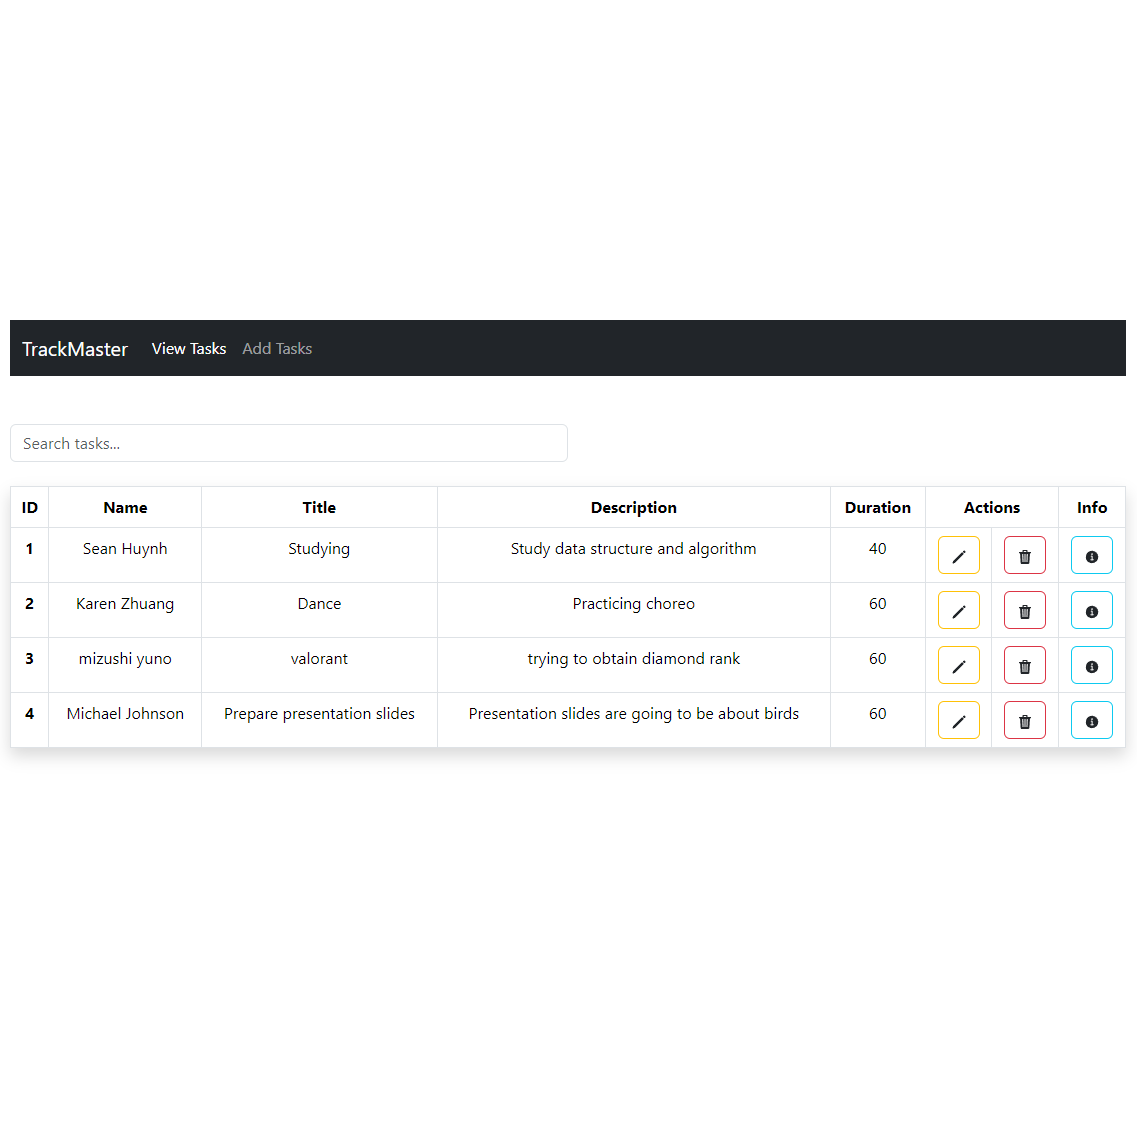 TrackMaster View Tasks Add Tasks
Search tasks...
ID Name Title Description Duration Actions Info
1 Sean Huynh Studying Study data structure and algorithm 40
2 Karen Zhuang Dance Practicing choreo 60
3 mizushi yuno valorant trying to obtain diamond rank 60
4 Michael Johnson Prepare presentation slides Presentation slides are going to be about birds 60